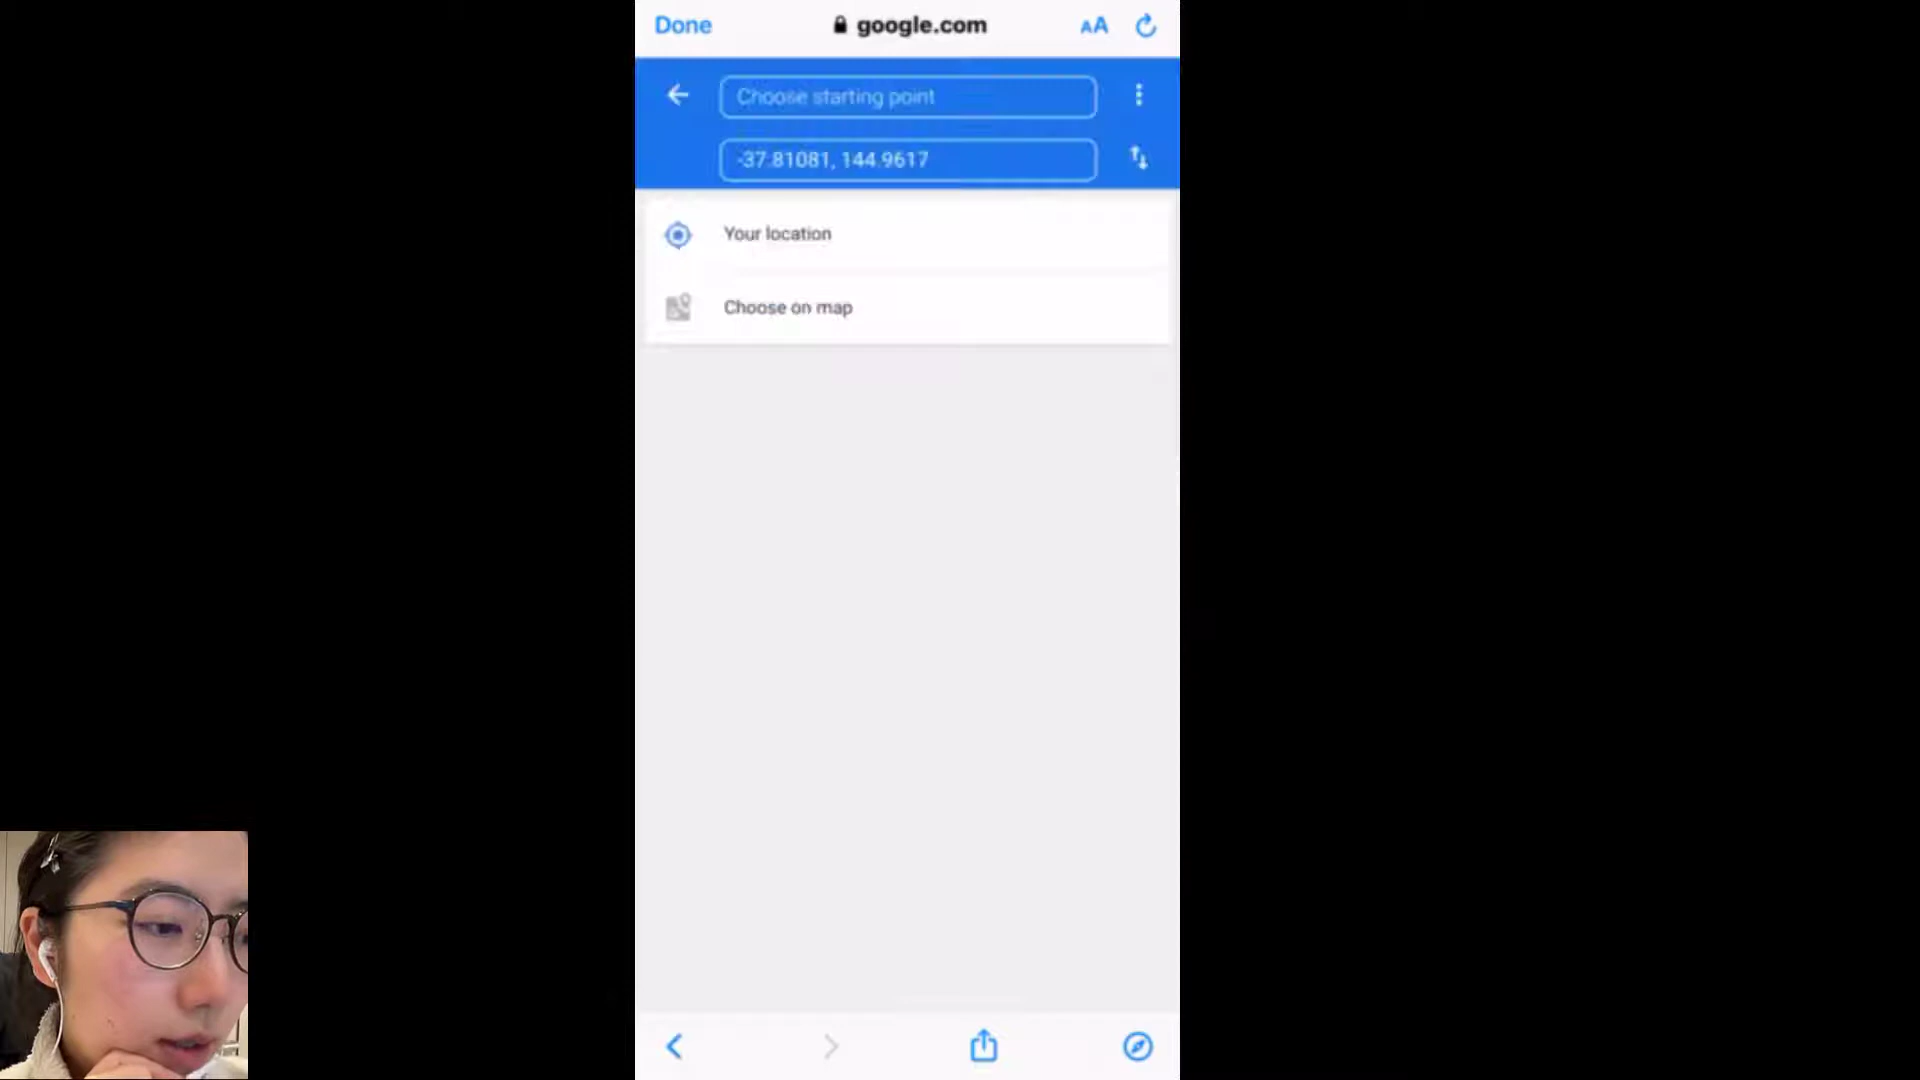 Done
google.com
AA
Choose starting point
-37.81081, 144.9617
Your location
Choose on map